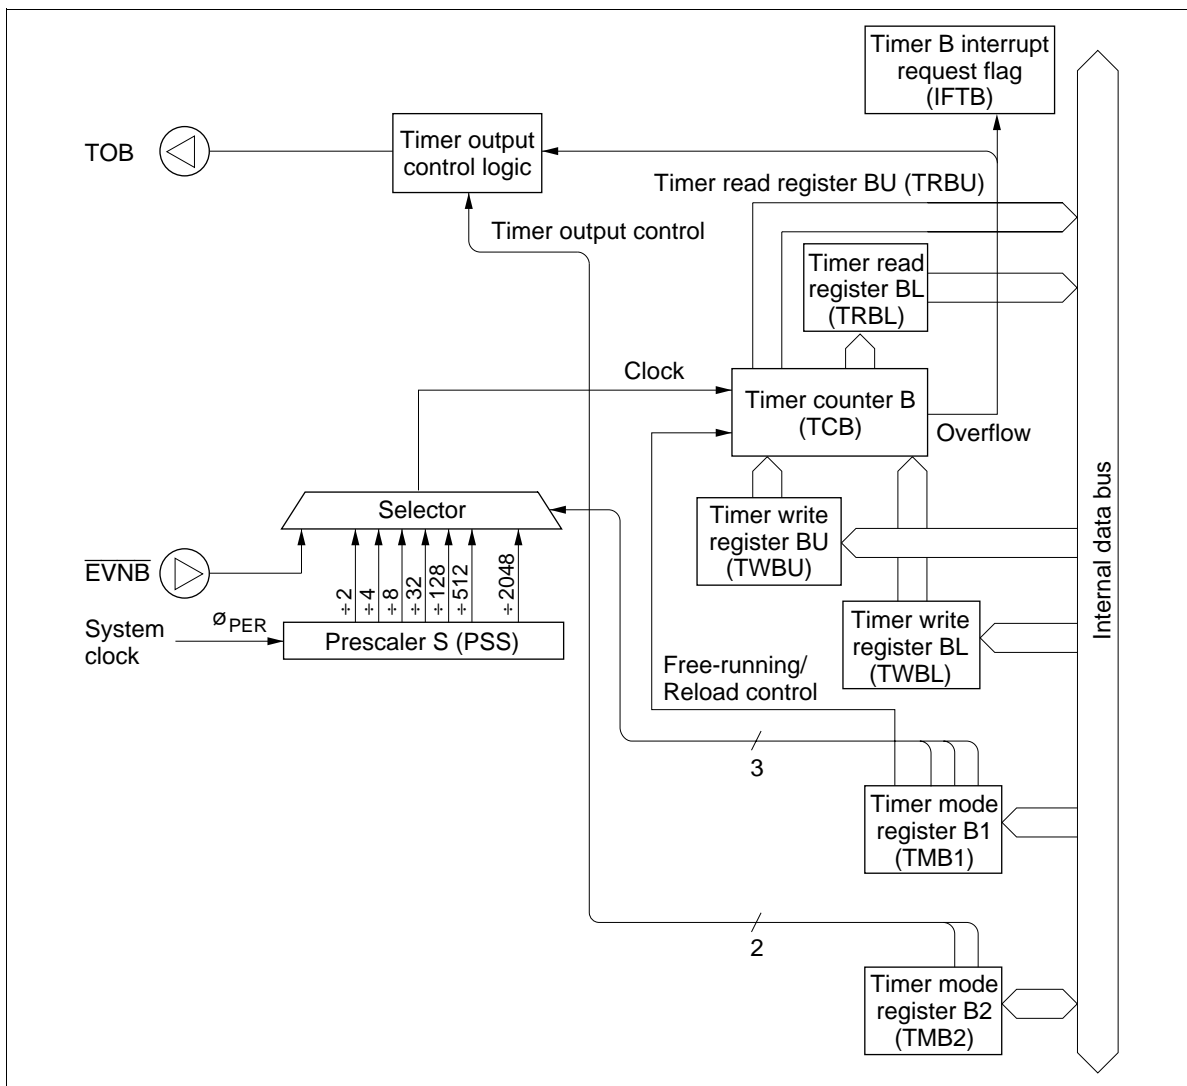 Timer B interrupt
request flag
(IFTB)
TOB
Timer output
control logic
Timer read register BU (TRBU)
Timer output control
Timer read
register BL
(TRBL)
Clock
Timer counter B
(TCB)
Overflow
Selector
Timer write
register BU
(TWBU)
EVNB
÷2
÷4
÷8
÷32
÷128
÷512
÷2048
System
clock
øPER
Prescaler S (PSS)
Timer write
register BL
(TWBL)
Internal data bus
Free-running/
Reload control
3
Timer mode
register B1
(TMB1)
2
Timer mode
register B2
(TMB2)